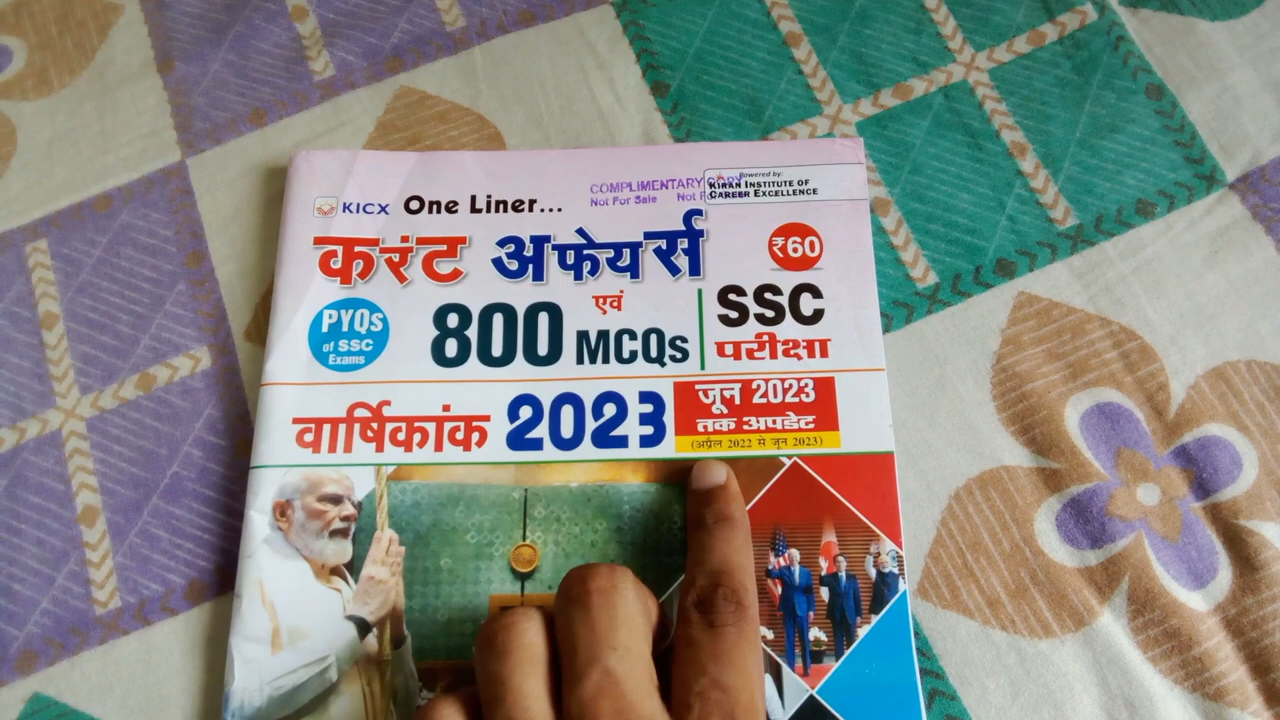 KICX One Liner...
COMPLIMENTARY COPY
Not For Sale Not
Powered by:
KIRAN INSTITUTE OF
CAREER EXCELLENCE
करंट अफेयर्स
₹60
एवं
PYQs
of SSC
Exams
800 MCQs
SSC
परीक्षा
वार्षिकांक 2023
जून 2023
तक अपडेट
(अप्रैल 2022 से जून 2023)